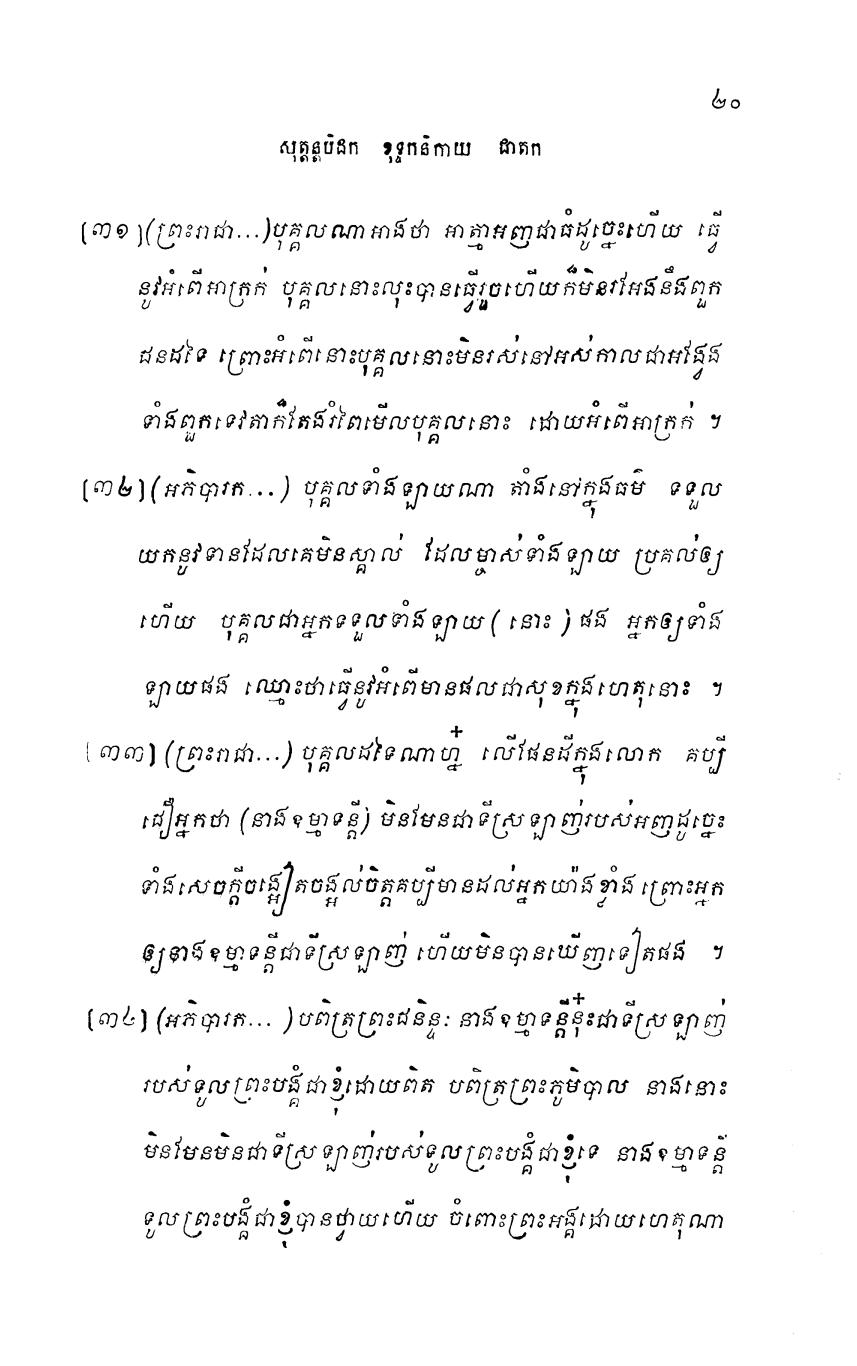 ៤០
សុត្តន្តបិដក ខុទ្ទកនិកាយ ជាតក
[៣១](ព្រះរាជា...)បុគ្គលណាអាងថា អាត្មាអញជាធំដូច្នេះហើយ ធ្វើ
នូវអំពើអាក្រក់ បុគ្គលនោះលុះបានធ្វើរួចហើយក៏មិនរអែងនឹងពួក
ជនដទៃ ព្រោះអំពើនោះបុគ្គលនោះមិនរស់នៅអស់កាលជាអង្វែង
ទាំងពួកទេវតាក៏តែងរំពៃមើលបុគ្គលនោះ ដោយអំពើអាក្រក់ ។
[៣២](អភិបារក...) បុគ្គលទាំងឡាយណា តាំងនៅក្នុងធម៌ ទទួល
យកនូវទានដែលគេមិនស្គាល់ ដែលម្ចាស់ទាំងឡាយ ប្រគល់ឲ្យ
ហើយ បុគ្គលជាអ្នកទទួលទាំងឡាយ( នោះ )ផង អ្នកឲ្យទាំង
ឡាយផង ឈ្មោះថាធ្វើនូវអំពើមានផលជាសុខក្នុងហេតុនោះ ។
[៣៣](ព្រះរាជា...) បុគ្គលដទៃណាហ្ន៎ លើផែនដីក្នុងលោក គប្បី
ជឿអ្នកថា (នាងឧម្មាទន្តី) មិនមែនជាទីស្រឡាញ់របស់អញដូច្នេះ
ទាំងសេចក្តីចង្អៀតចង្អល់ចិត្តគប្បីមានដល់អ្នកយ៉ាងខ្លាំង ព្រោះអ្នក
ឲ្យនាងឧម្មាទន្តីជាទីស្រឡាញ់ ហើយមិនបានឃើញទៀតផង ។
[៣៤](អភិបារក... )បពិត្រព្រះជនិន្ទៈ នាងឧម្មាទន្តីនុ៎ះជាទីស្រឡាញ់
របស់ទូលព្រះបង្គំជាខ្ញុំដោយពិត បពិត្រព្រះភូមិបាល នាងនោះ
មិនមែនមិនជាទីស្រឡាញ់របស់ទូលព្រះបង្គំជាខ្ញុំទេ នាងឧម្មាទន្តី
ទូលព្រះបង្គំជាខ្ញុំបានថ្វាយហើយ ចំពោះព្រះអង្គដោយហេតុណា